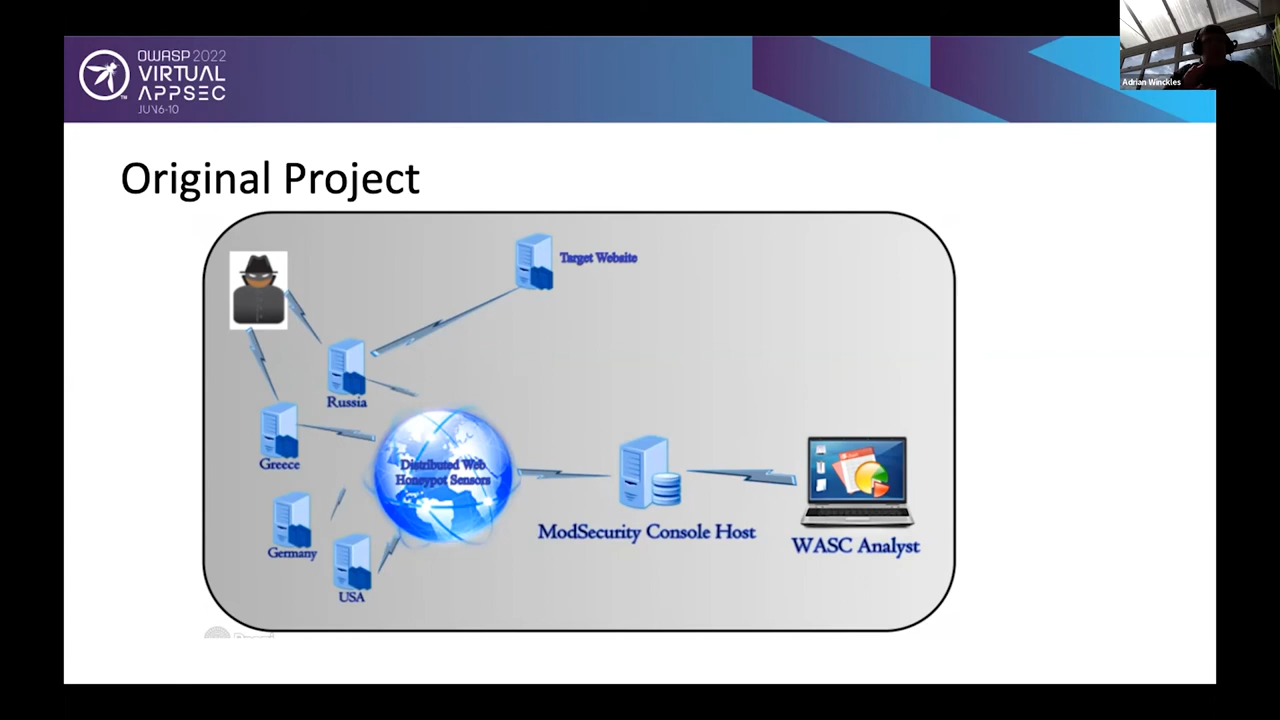 OWASP 2022
VIRTUAL
APPSEC
JUN 6-10
Adrian Winckles
Original Project
Target Website
Russia
Greece
Distributed Web
Honeypot Sensors
Germany
USA
ModSecurity Console Host
WASC Analyst